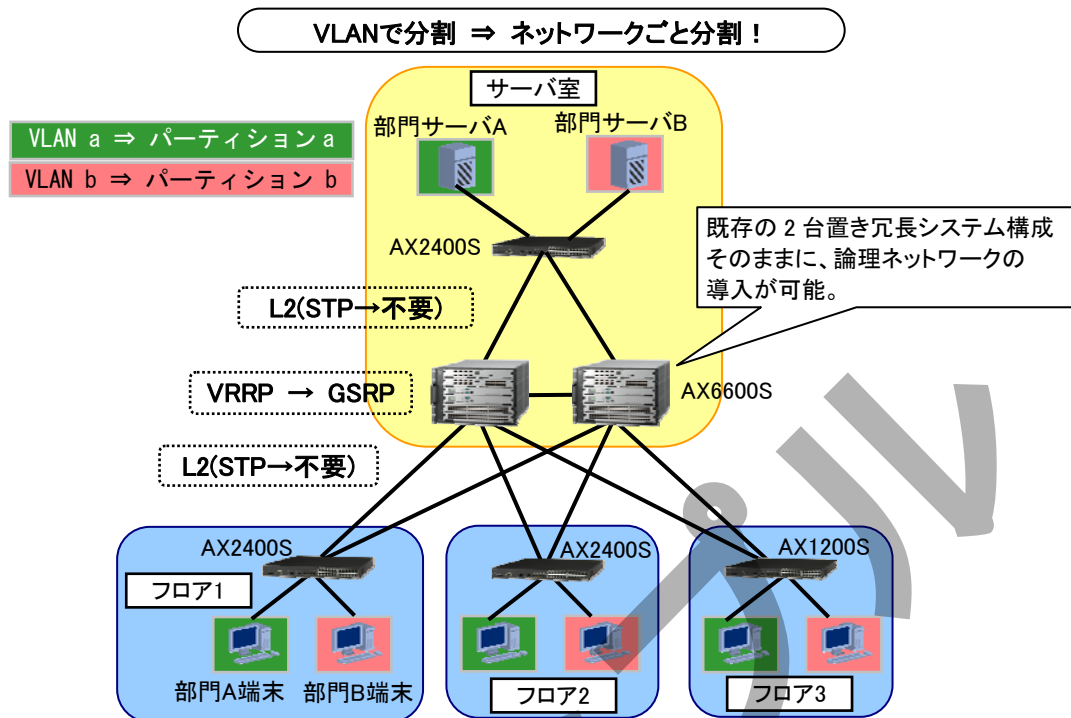 VLANで分割 ⇒ ネットワークごと分割！
サーバ室
部門サーバA
部門サーバB
VLAN a ⇒ パーティション a
VLAN b ⇒ パーティション b
既存の 2 台置き冗長システム構成
そのままに、論理ネットワークの
導入が可能。
AX2400S
L2(STP→不要)
VRRP → GSRP
AX6600S
L2(STP→不要)
AX2400S
AX2400S
AX1200S
フロア1
部門A端末
部門B端末
フロア2
フロア3